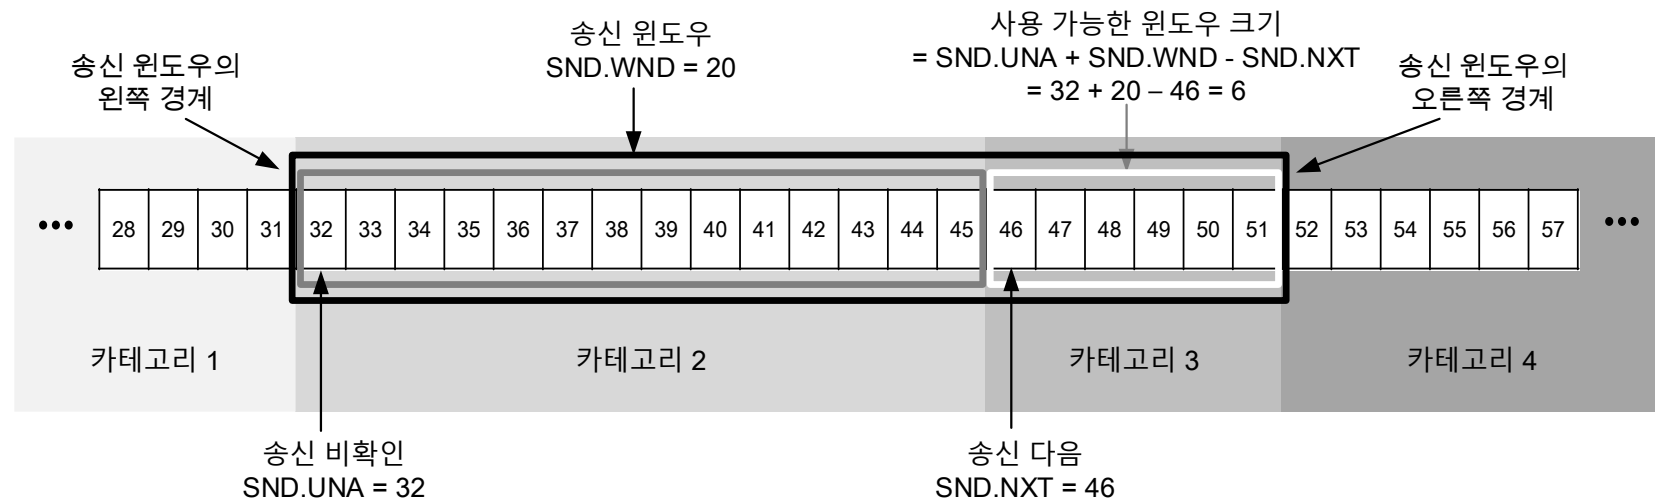 송신 윈도우의
왼쪽 경계
송신 윈도우
SND.WND = 20
사용 가능한 윈도우 크기
= SND.UNA + SND.WND - SND.NXT
= 32 + 20 – 46 = 6
송신 윈도우의
오른쪽 경계
••• 28 29 30 31 32 33 34 35 36 37 38 39 40 41 42 43 44 45 46 47 48 49 50 51 52 53 54 55 56 57 •••
카테고리 1 카테고리 2 카테고리 3 카테고리 4
송신 비확인
SND.UNA = 32
송신 다음
SND.NXT = 46